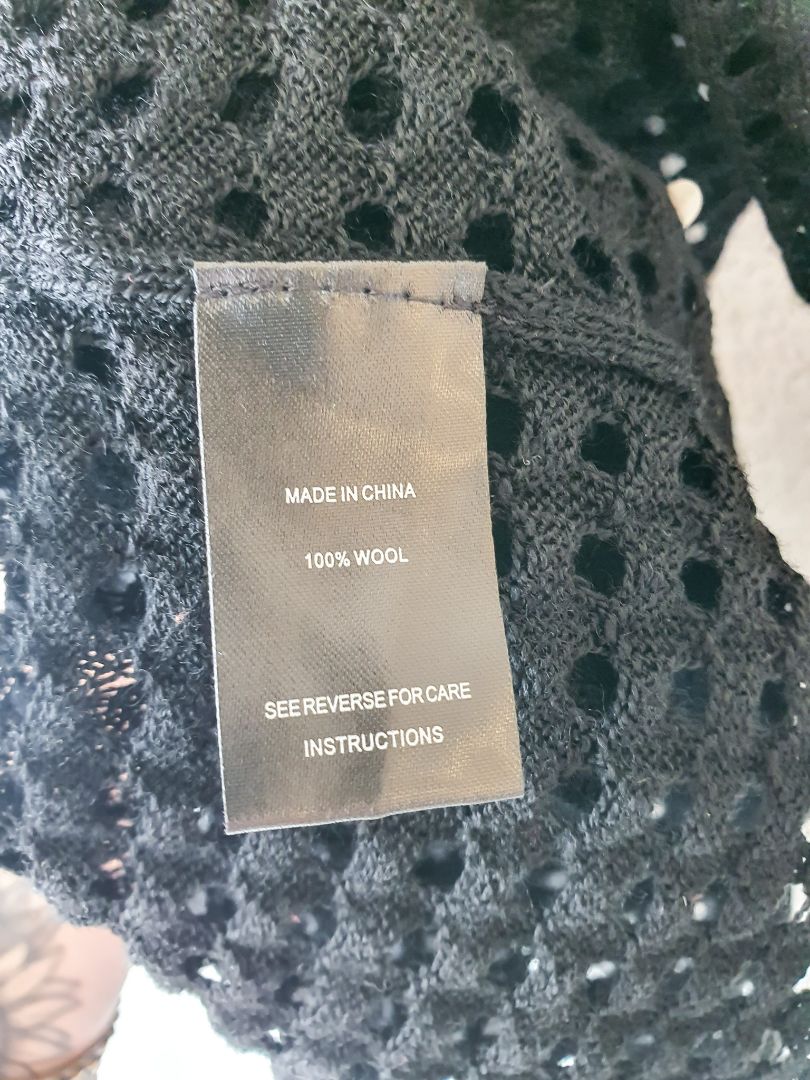 MADE IN CHINA
100% WOOL
SEE REVERSE FOR CARE
INSTRUCTIONS